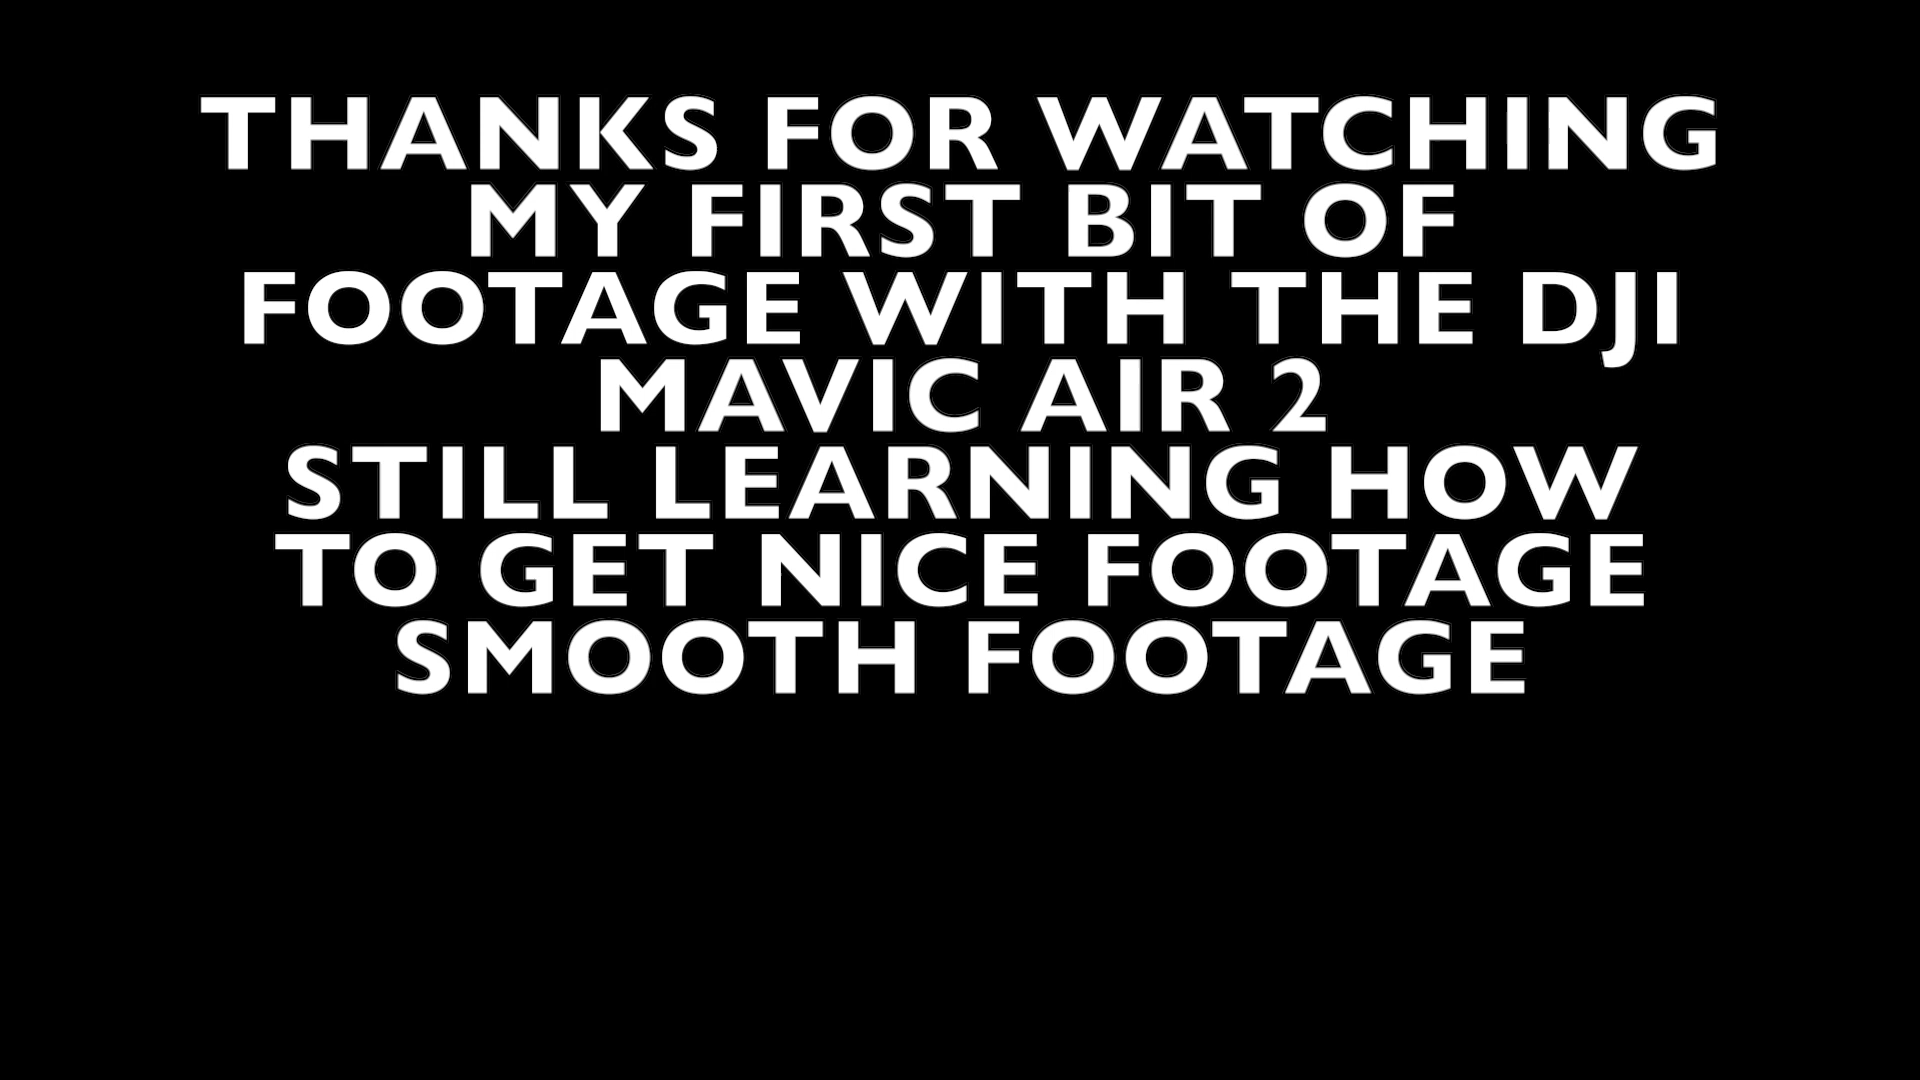 THANKS FOR WATCHING
MY FIRST BIT OF
FOOTAGE WITH THE DJI
MAVIC AIR 2
STILL LEARNING HOW
TO GET NICE FOOTAGE
SMOOTH FOOTAGE